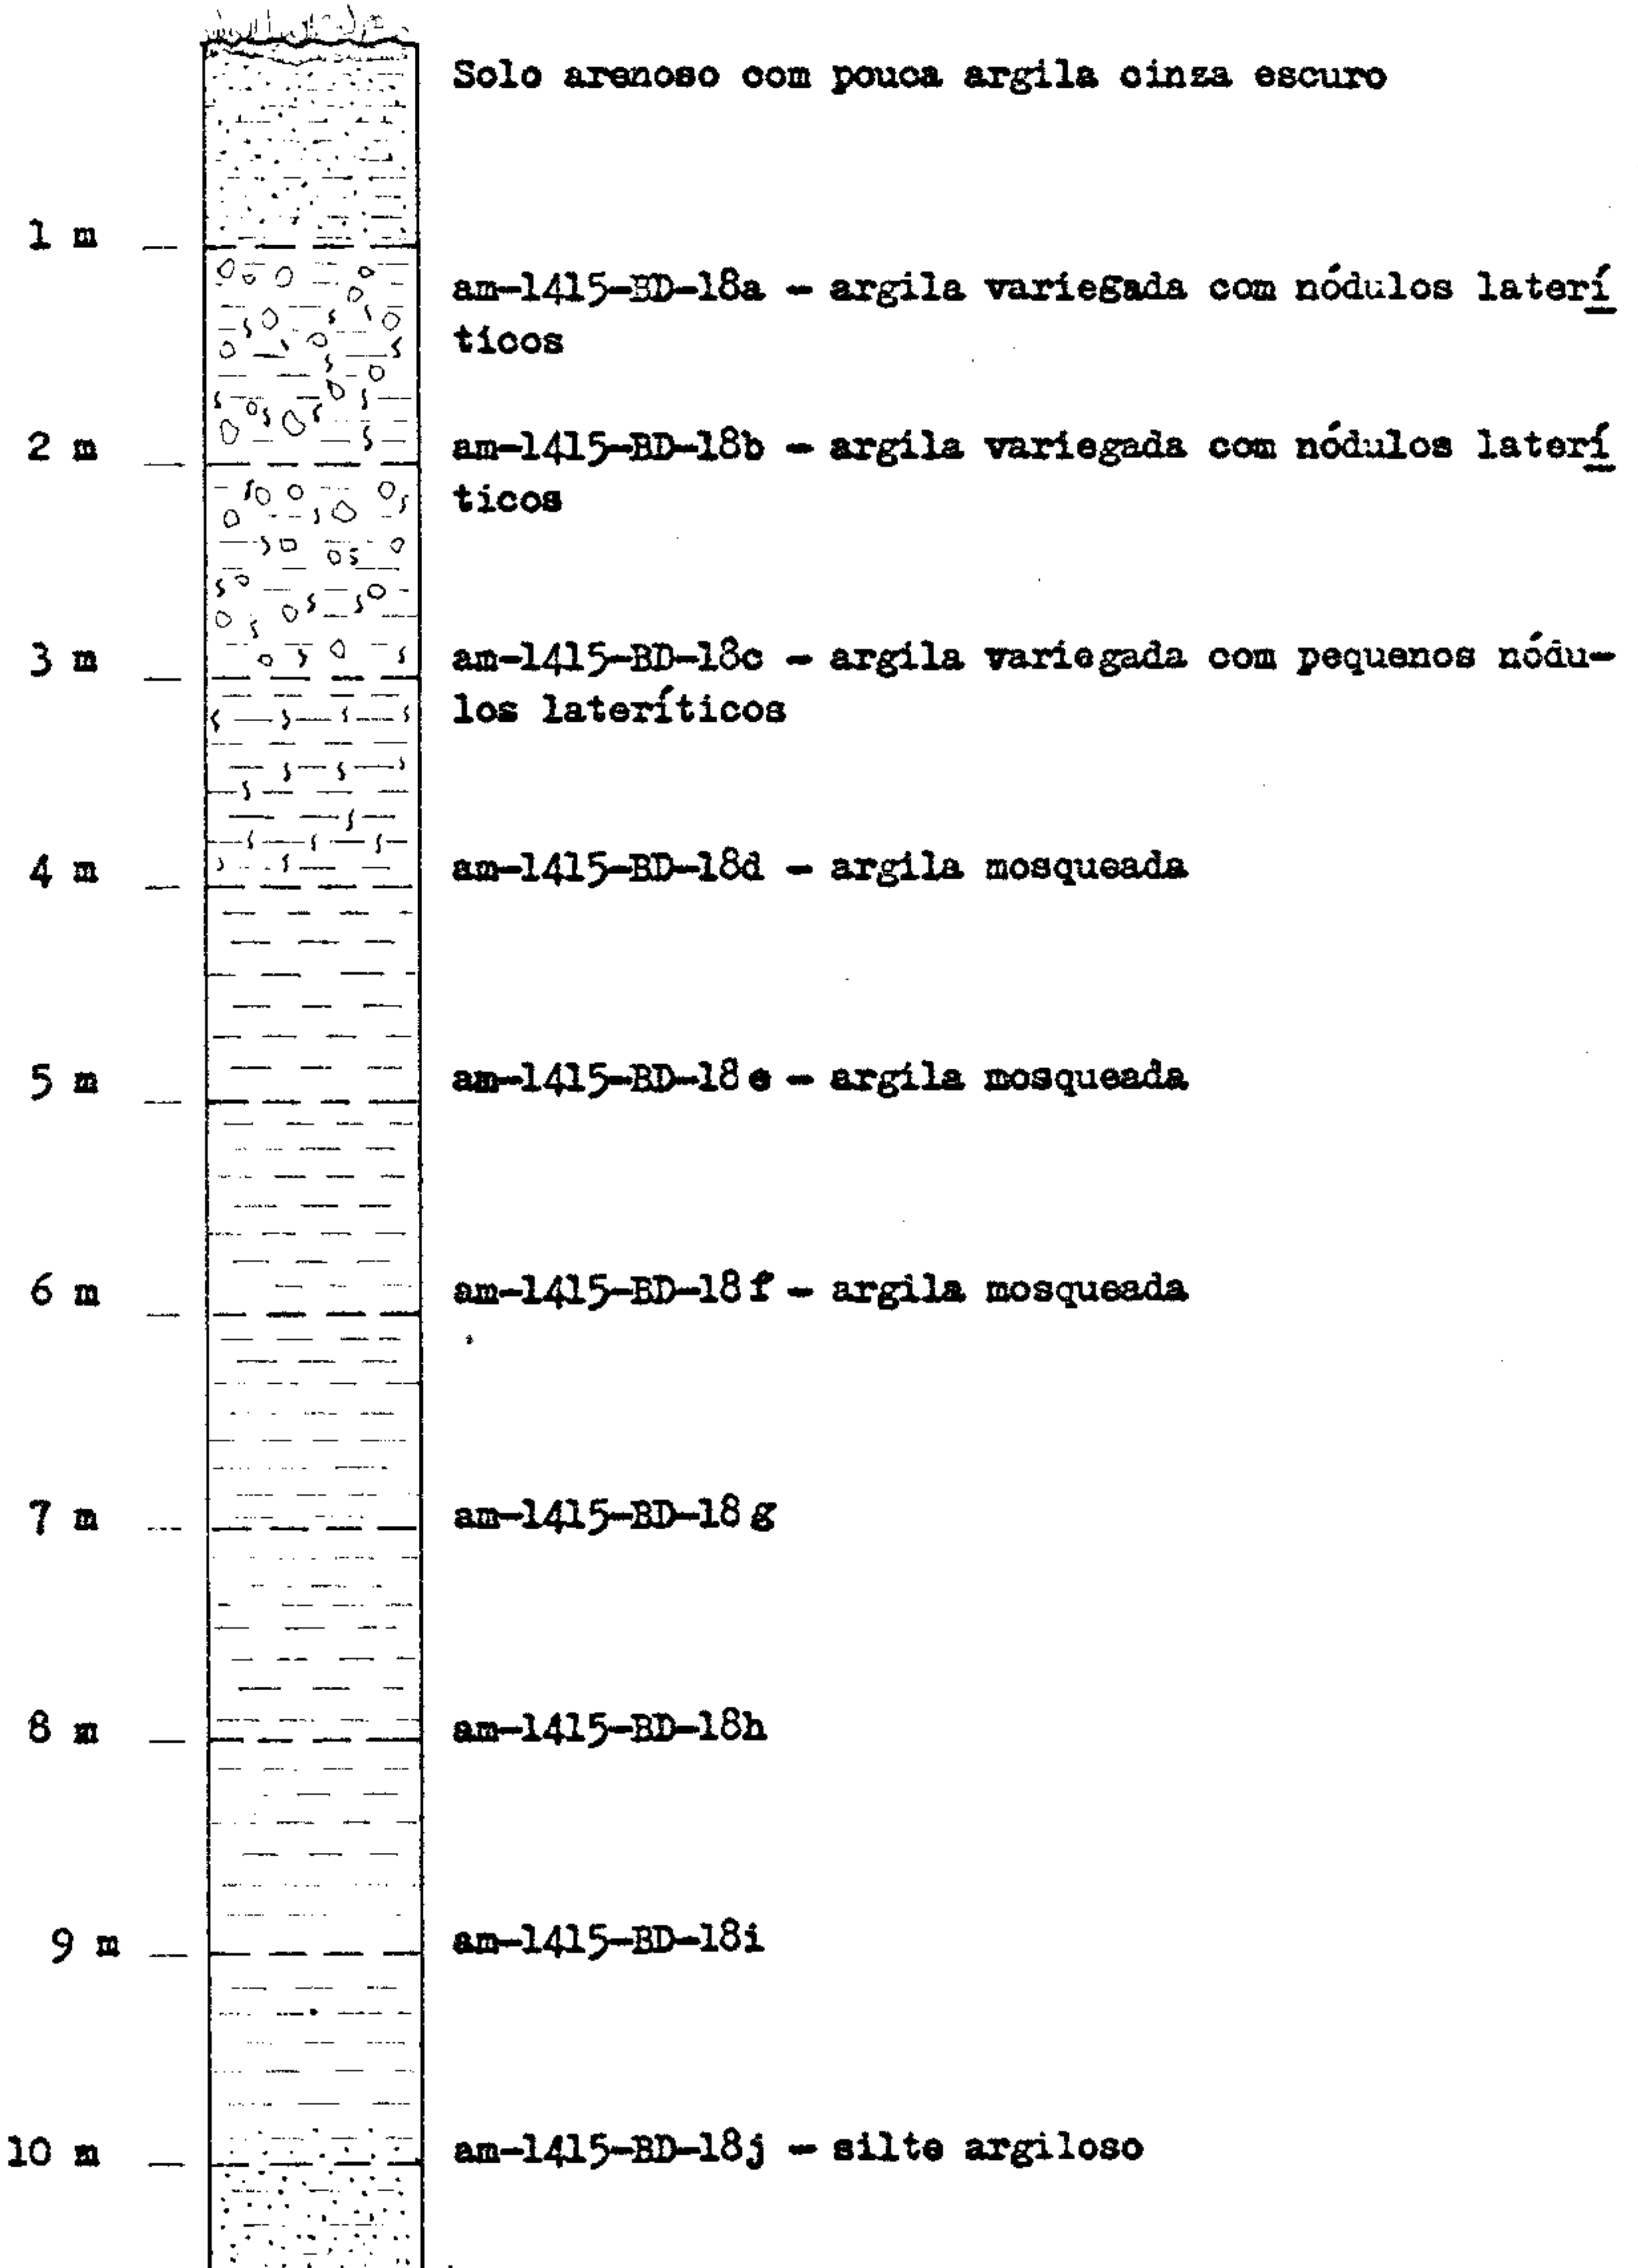 Solo arenoso com pouca argila cinza escuro
1 m
am-1415-BD-18a - argila variegada com nódulos laterí
ticos
2 m
am-1415-BD-18b - argila variegada com nódulos laterí
ticos
3 m
am-1415-BD-18c - argila variegada com pequenos nódu-
los lateríticos
4 m
am-1415-BD-18d - argila mosqueada
5 m
am-1415-BD-18e - argila mosqueada
6 m
am-1415-BD-18f - argila mosqueada
7 m
am-1415-BD-18g
8 m
am-1415-BD-18h
9 m
am-1415-BD-18i
10 m
am-1415-BD-18j - silte argiloso